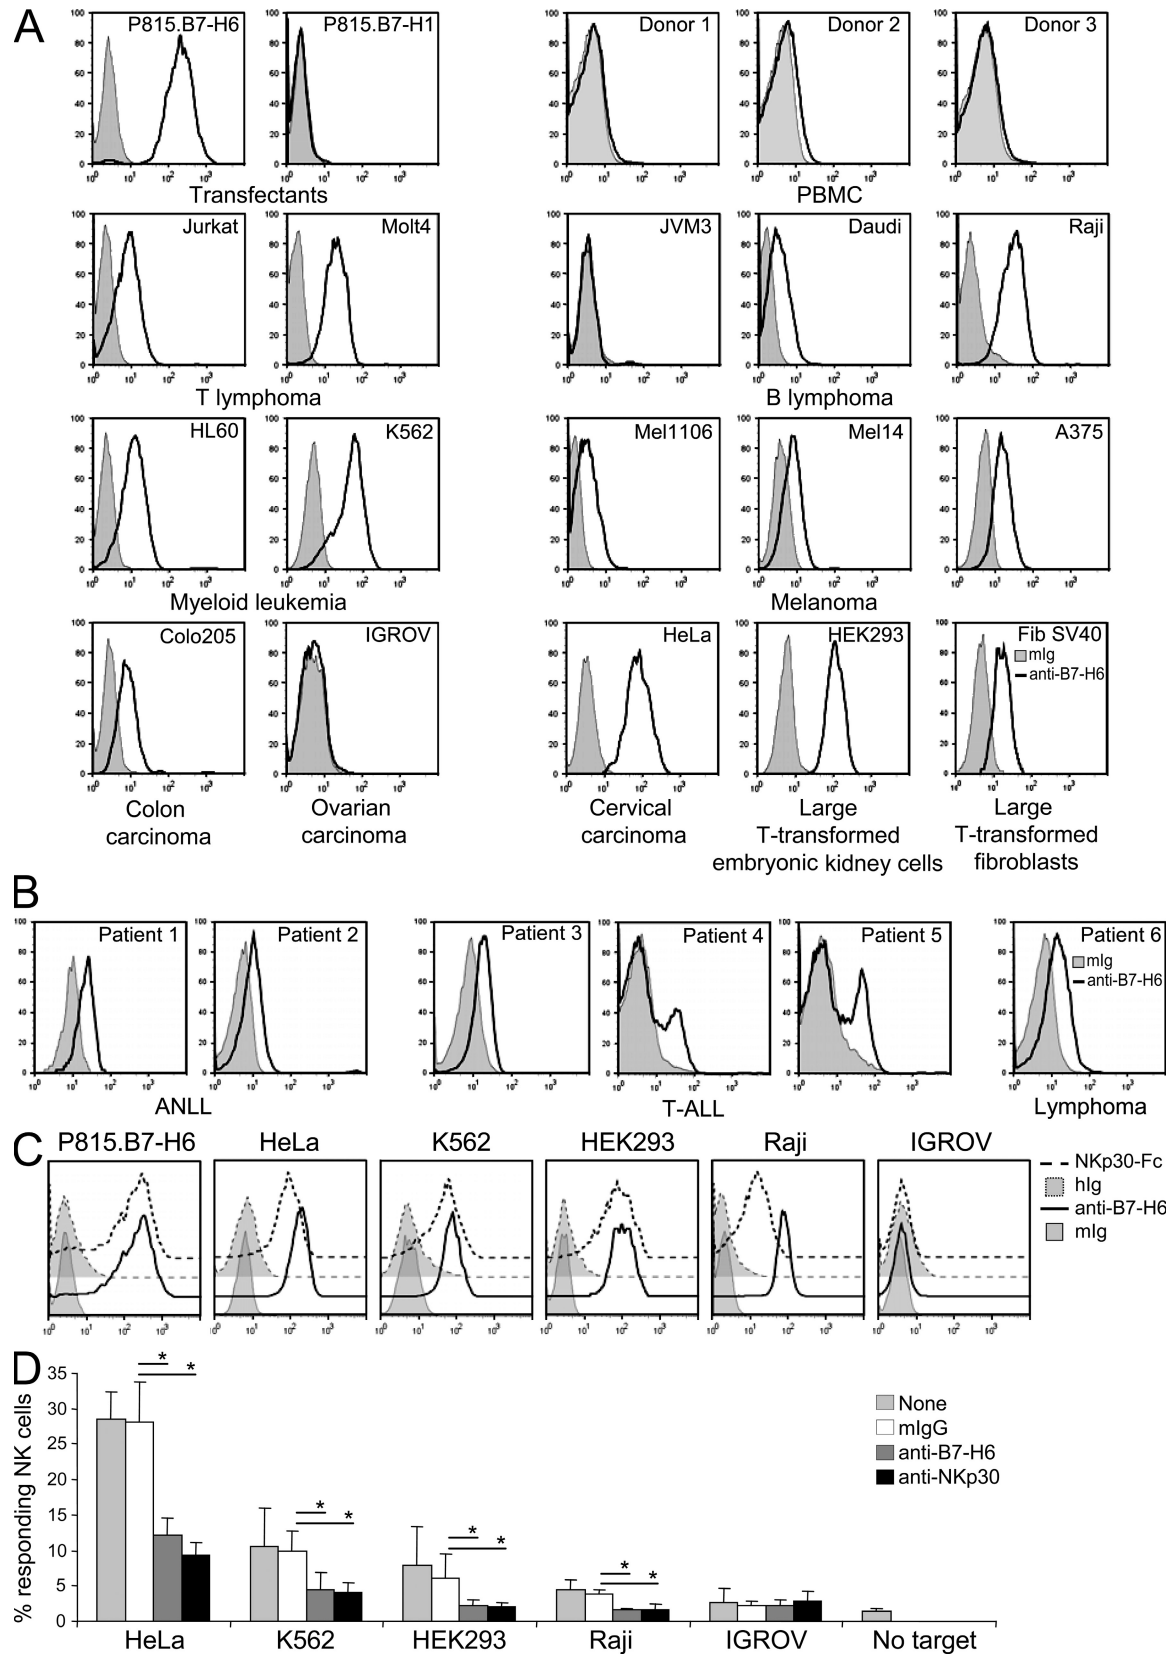 A
P815.B7-H6
P815.B7-H1
Donor 1
Donor 2
Donor 3
Transfectants
PBMC
Jurkat
Molt4
JVM3
Daudi
Raji
T lymphoma
B lymphoma
HL60
K562
Mel1106
Mel14
A375
Myeloid leukemia
Melanoma
Colo205
IGROV
HeLa
HEK293
Fib SV40
mIg
anti-B7-H6
Colon
carcinoma
Ovarian
carcinoma
Cervical
carcinoma
Large
T-transformed
embryonic kidney cells
Large
T-transformed
fibroblasts
B
Patient 1
Patient 2
Patient 3
Patient 4
Patient 5
Patient 6
mIg
anti-B7-H6
ANLL
T-ALL
Lymphoma
C
P815.B7-H6
HeLa
K562
HEK293
Raji
IGROV
NKp30-Fc
hIg
anti-B7-H6
mIg
D
% responding NK cells
35
30
25
20
15
10
5
0
* *
* *
* *
* *
None
mIgG
anti-B7-H6
anti-NKp30
HeLa
K562
HEK293
Raji
IGROV
No target